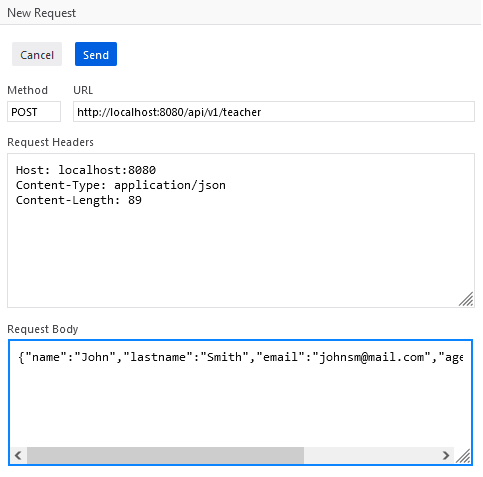 New Request
Cancel Send
Method URL
POST http://localhost:8080/api/v1/teacher
Request Headers
Host: localhost:8080
Content-Type: application/json
Content-Length: 89
Request Body
{"name":"John","lastname":"Smith","email":"johnsm@mail.com","age